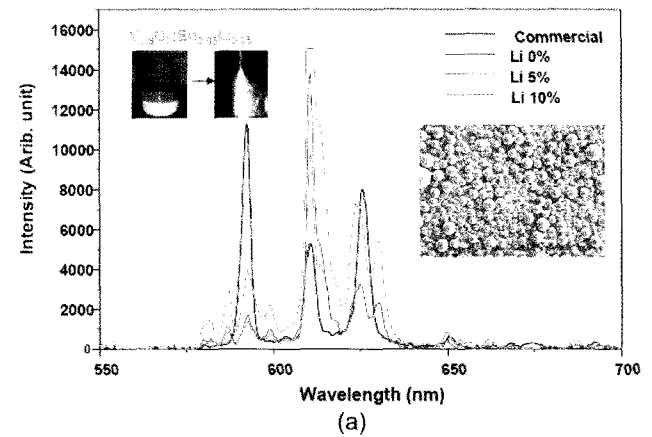 16000
14000
12000
10000
8000
6000
4000
2000
0
Intensity (Arib. unit)
Commercial
Li 0%
Li 5%
Li 10%
550
600
650
700
Wavelength (nm)
(a)